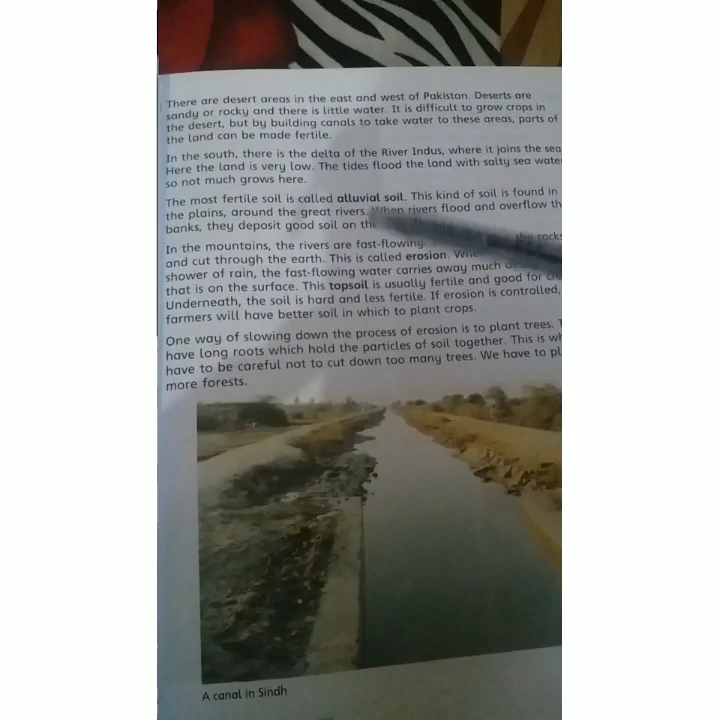 There are desert areas in the east and west of Pakistan. Deserts are
sandy or rocky and there is little water. It is difficult to grow crops in
the desert, but by building canals to take water to these areas, parts of
the land can be made fertile.
In the south, there is the delta of the River Indus, where it joins the sea
Here the land is very low. The tides flood the land with salty sea
so not much grows here.
The most fertile soil is called alluvial soil. This kind of soil is found in
the plains, around the great rivers. When rivers flood and overflow
banks, they deposit good soil on
In the mountains, the rivers are fast-flowing. the rocks
and cut through the earth. This is called erosion.
shower of rain, the fast-flowing water carries away much
that is on the surface. This topsoil is usually fertile and good for
Underneath, the soil is hard and less fertile. If erosion is controlled,
farmers will have better soil in which to plant crops.
One way of slowing down the process of erosion is to plant trees.
have long roots which hold the particles of soil together. This is
have to be careful not to cut down too many trees. We have to
more forests.
A canal in Sindh